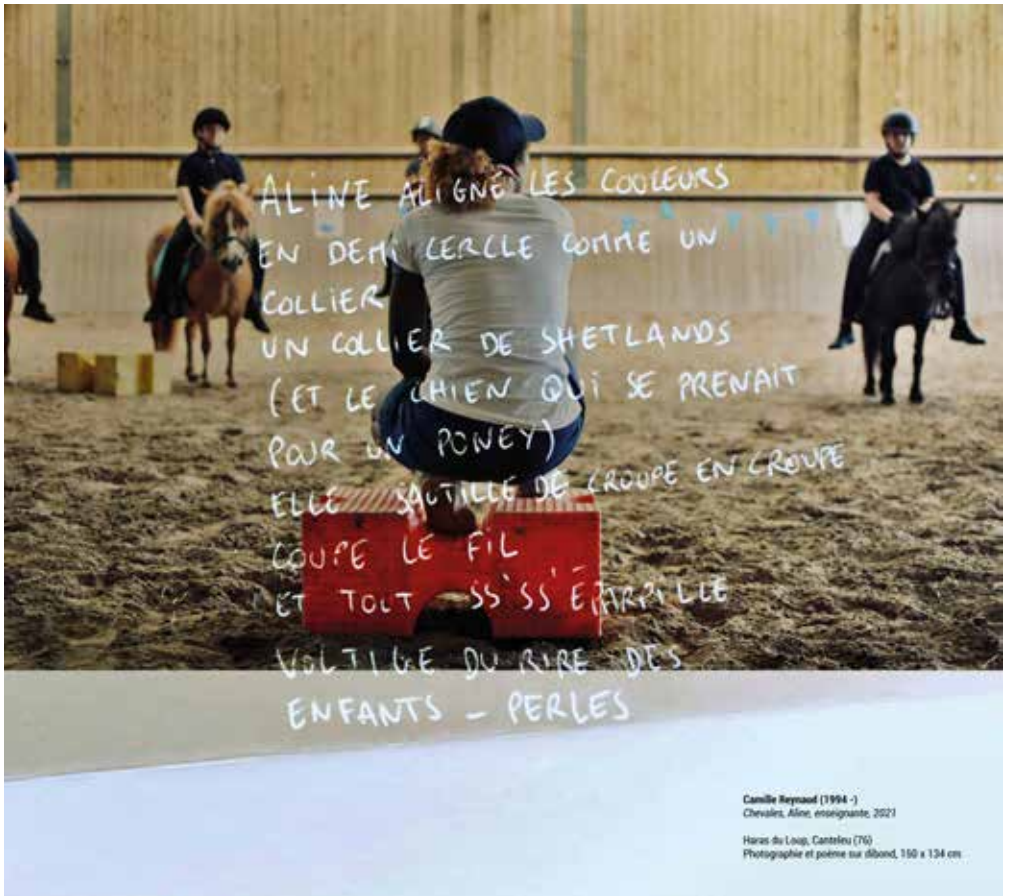 ALINE ALIGNE LES COULEURS
EN DEMI CERCLE COMME UN
COLLIER
UN COLLIER DE SHETLANDS
(ET LE CHIEN QUI SE PRENAIT
POUR UN PONEY)
ELLE SAUTILLE DE CROUPE EN CROUPE
COUPE LE FIL
ET TOUT SS'SS'ÉPARPILLE
VOLTIGE DU RIRE DES
ENFANTS - PERLES
Camille Reynaud (1994 -)
Chevales, Aline, enseignante, 2021
Haras du Loup, Canteleu (76)
Photographie et poème sur dibond, 150 x 134 cm